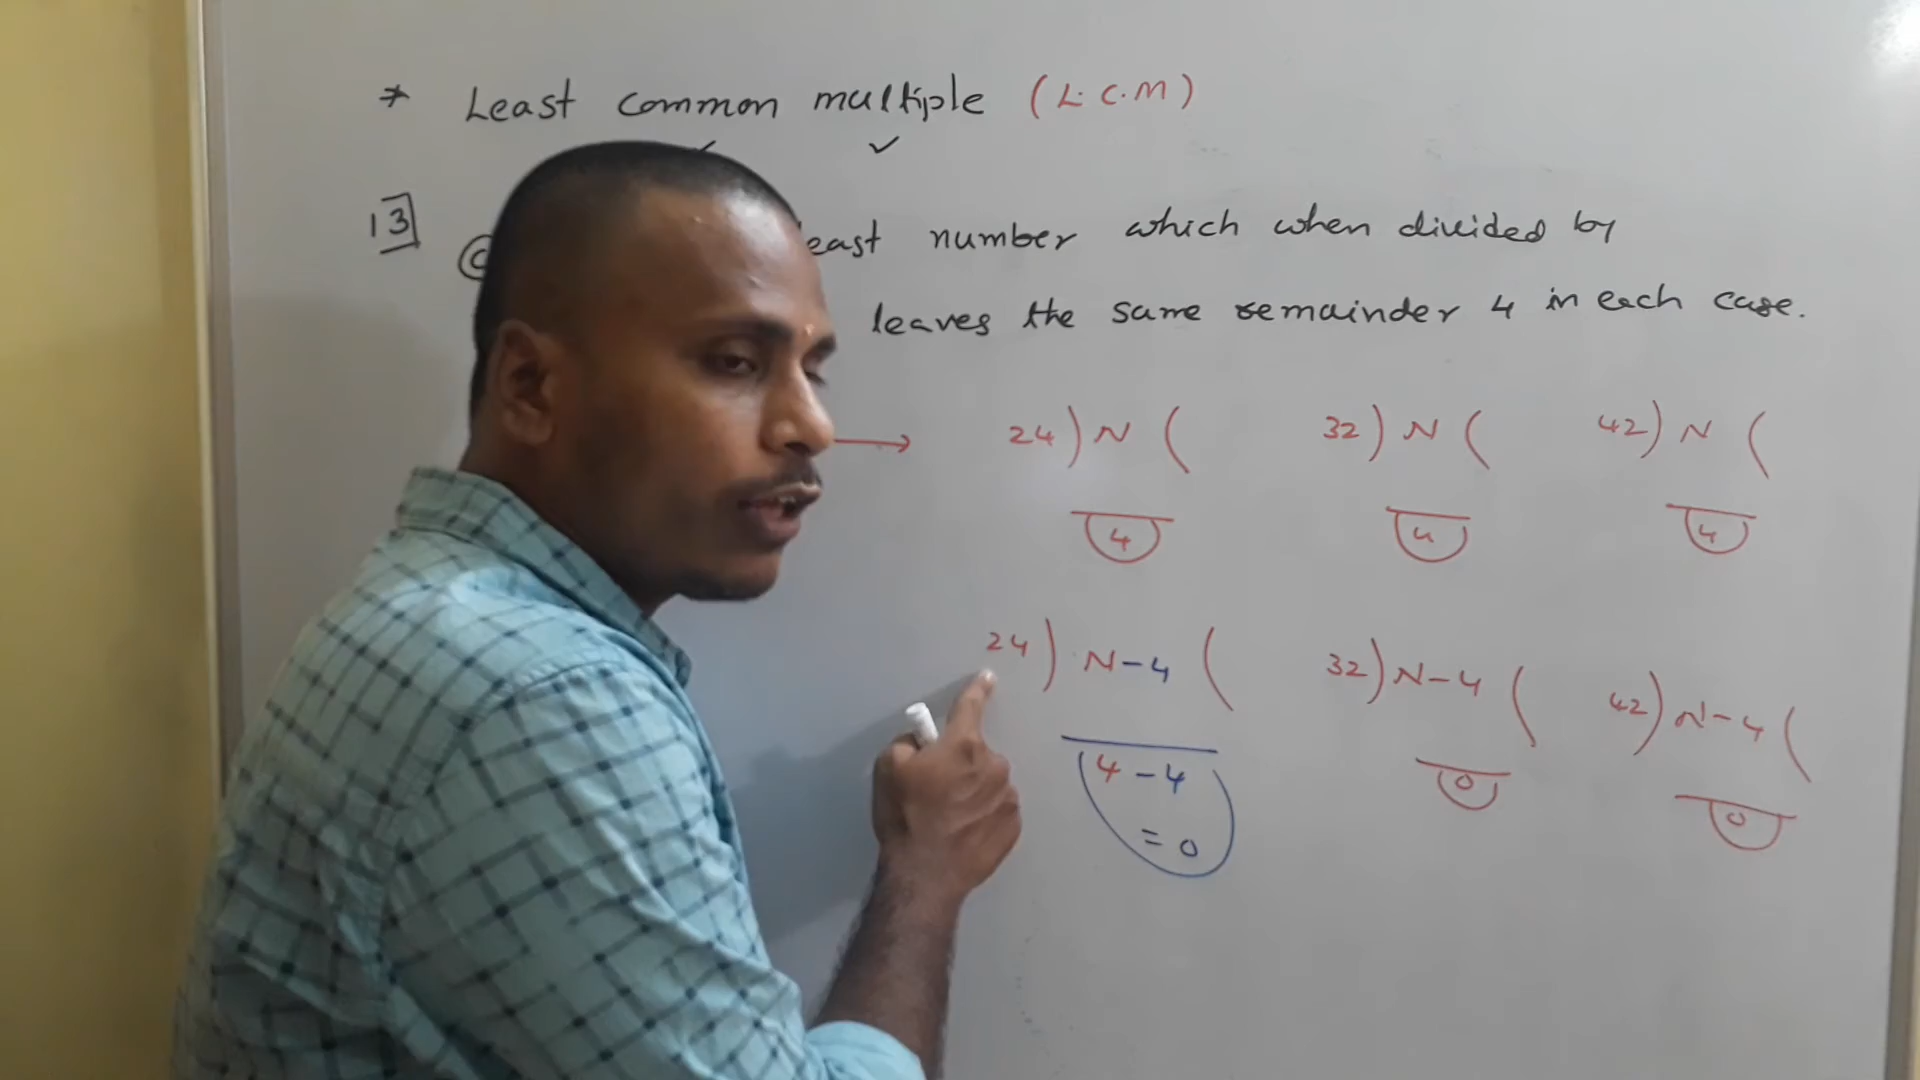 * Least common multiple (L.C.M)
13 least number which when divided by
leaves the same remainder 4 in each case.
24) N ( 32) N ( 42) N (
4 4 4
24) N-4 ( 32) N-4 ( 42) N-4 (
4-4 0 0
= 0